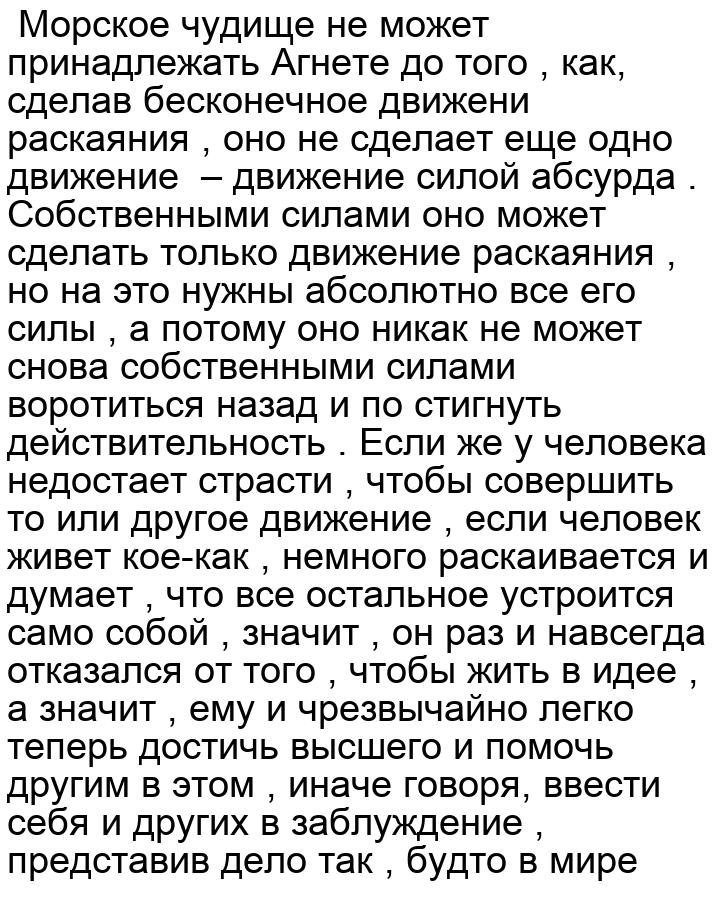 Морское чудище не может
принадлежать Агнете до того , как,
сделав бесконечное движени
раскаяния , оно не сделает еще одно
движение  – движение силой абсурда .
Собственными силами оно может
сделать только движение раскаяния ,
но на это нужны абсолютно все его
силы , а потому оно никак не может
снова собственными силами
воротиться назад и по стигнуть
действительность . Если же у человека
недостает страсти , чтобы совершить
то или другое движение , если человек
живет кое-как , немного раскаивается и
думает , что все остальное устроится
само собой , значит , он раз и навсегда
отказался от того , чтобы жить в идее ,
а значит , ему и чрезвычайно легко
теперь достичь высшего и помочь
другим в этом , иначе говоря, ввести
себя и других в заблуждение ,
представив дело так , будто в мире